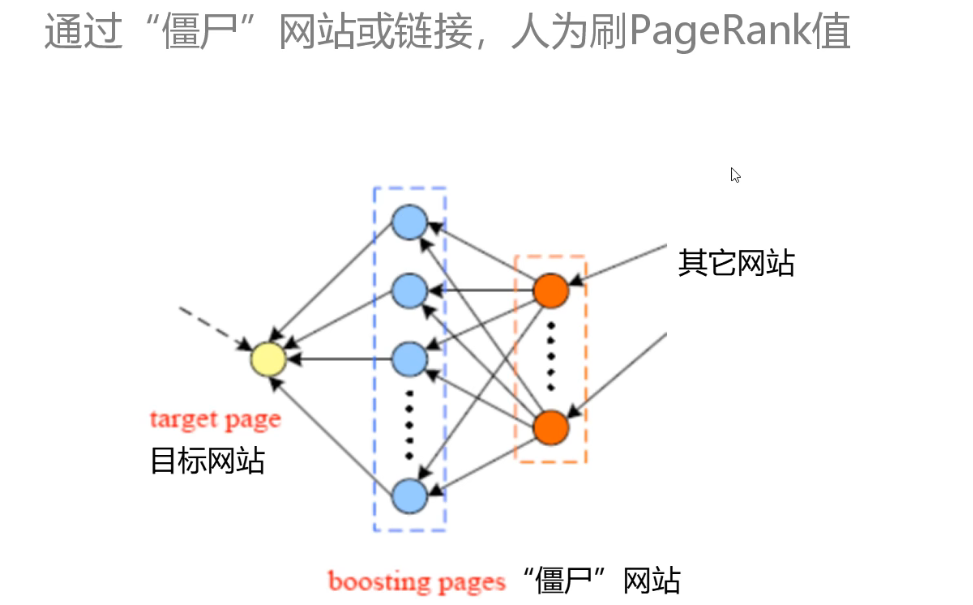 通过“僵尸”网站或链接，人为刷PageRank值
其它网站
target page
目标网站
boosting pages “僵尸”网站